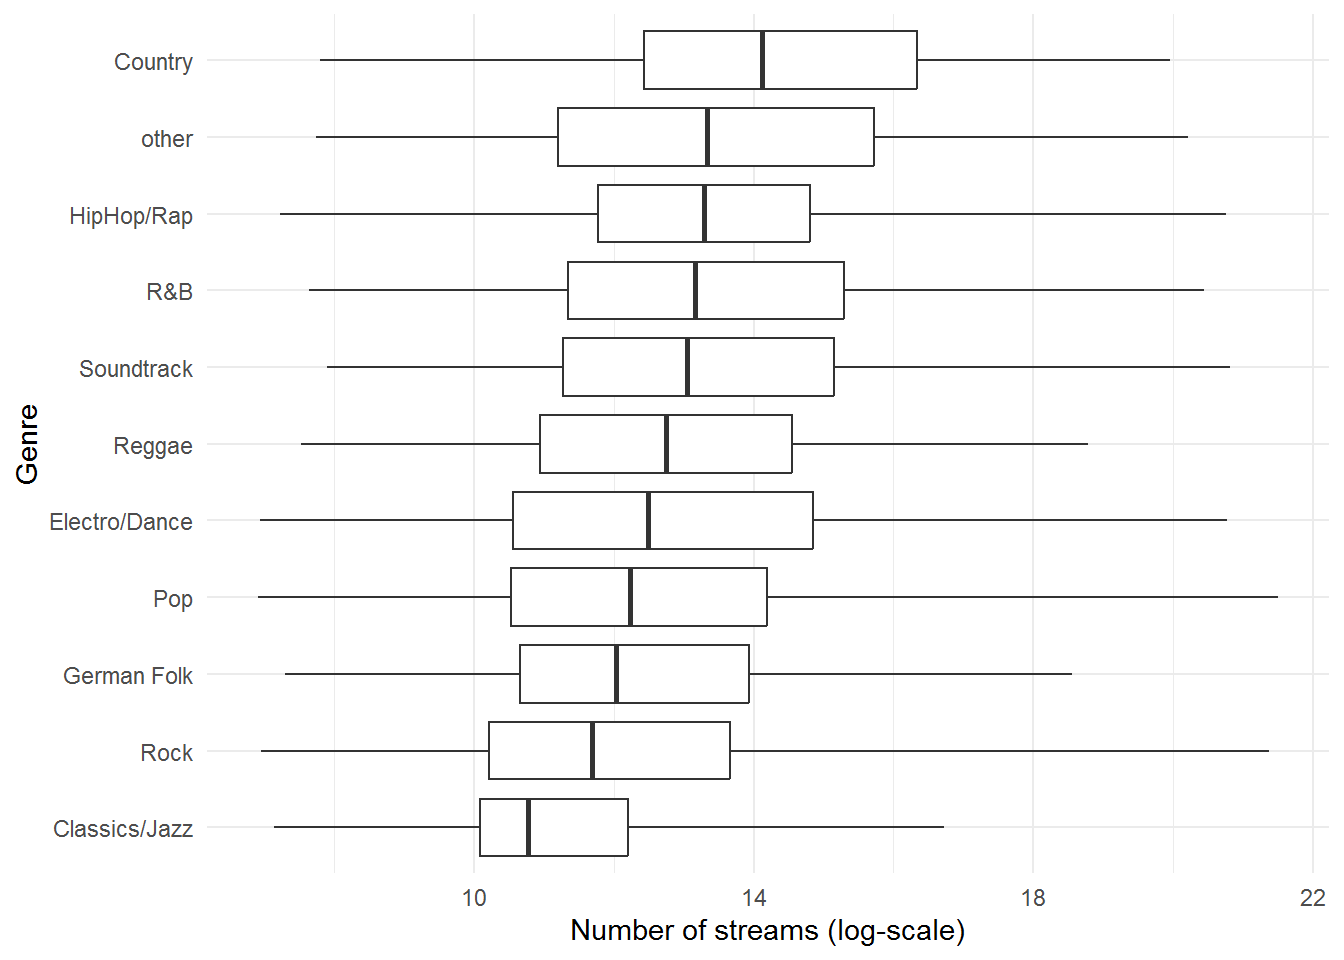 Country
other
HipHop/Rap
R&B
Soundtrack
Reggae
Electro/Dance
Pop
German Folk
Rock
Classics/Jazz
Genre
10 14 18 22
Number of streams (log-scale)